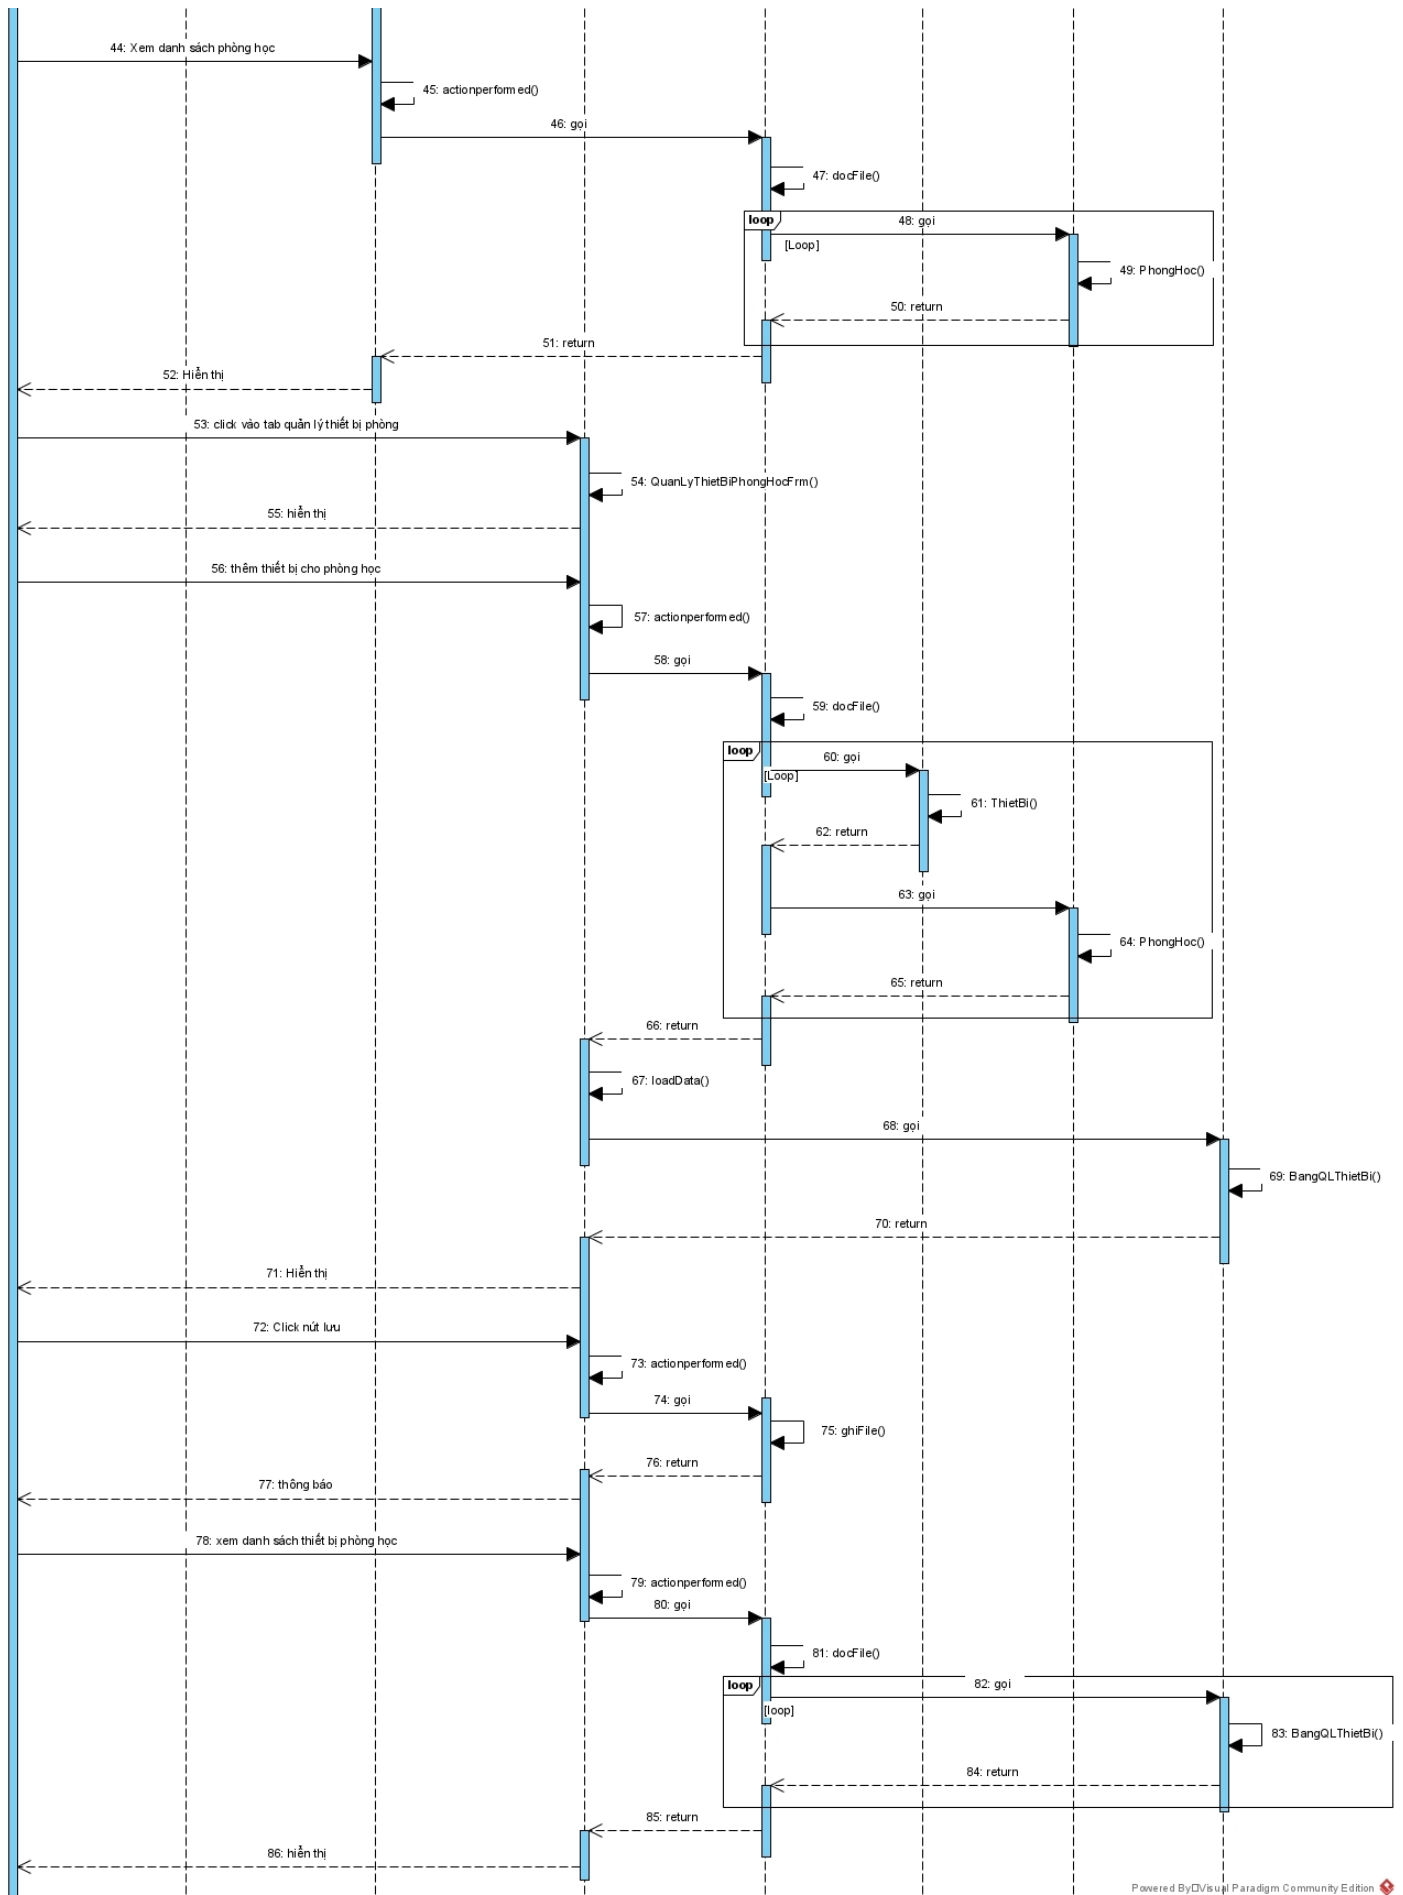 44: Xem danh sách phòng học
45: actionperformed()
46: gọi
47: docFile()
loop
48: gọi
[Loop]
49: PhongHoc()
50: return
51: return
52: Hiển thị
53: click vào tab quản lý thiết bị phòng
54: QuanLyThietBiPhongHocFrm()
55: hiển thị
56: thêm thiết bị cho phòng học
57: actionperformed()
58: gọi
59: docFile()
loop
60: gọi
[Loop]
61: ThietBi()
62: return
63: gọi
64: PhongHoc()
65: return
66: return
67: loadData()
68: gọi
69: BangQLThietBi()
70: return
71: Hiển thị
72: Click nút lưu
73: actionperformed()
74: gọi
75: ghiFile()
76: return
77: thông báo
78: xem danh sách thiết bị phòng học
79: actionperformed()
80: gọi
81: docFile()
loop
82: gọi
[loop]
83: BangQLThietBi()
84: return
85: return
86: hiển thị
Powered By Visual Paradigm Community Edition